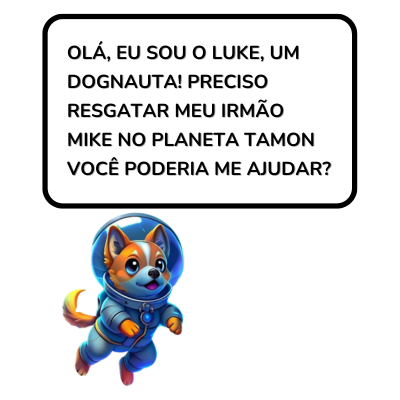 OLÁ, EU SOU O LUKE, UM
DOGNAUTA! PRECISO
RESGATAR MEU IRMÃO
MIKE NO PLANETA TAMON
VOCÊ PODERIA ME AJUDAR?